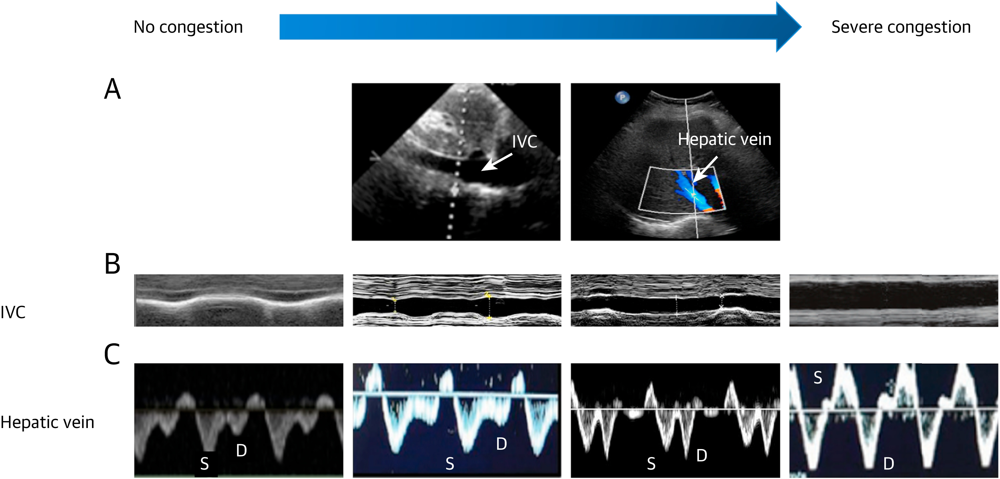 No congestion
Severe congestion
A
P
IVC
Hepatic vein
B
IVC
C
Hepatic vein
S
D
S
D
S
D
S
D